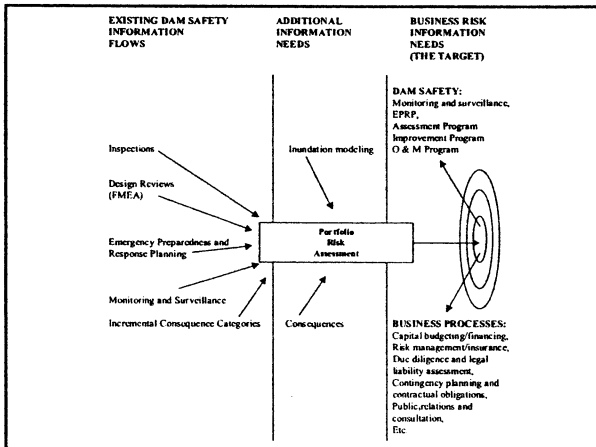 EXISTING DAM SAFETY
INFORMATION
FLOWS
ADDITIONAL
INFORMATION
NEEDS
BUSINESS RISK
INFORMATION
NEEDS
(THE TARGET)
DAM SAFETY:
Monitoring and surveillance,
EPRP,
Assessment Program
Improvement Program
O & M Program
Inspections
Inundation modeling
Design Reviews
(FMEA)
Emergency Preparedness and
Response Planning
Portfolio
Risk
Assessment
Monitoring and Surveillance
Incremental Consequence Categories
Consequences
BUSINESS PROCESSES:
Capital budgeting/financing,
Risk management/insurance,
Due diligence and legal
liability assessment,
Contingency planning and
contractual obligations,
Public relations and
consultation,
Etc.